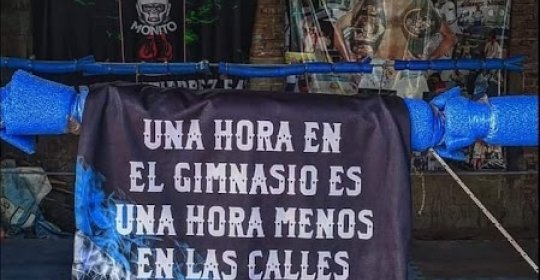 MONITO
UNA HORA EN
EL GIMNASIO ES
UNA HORA MENOS
EN LAS CALLES